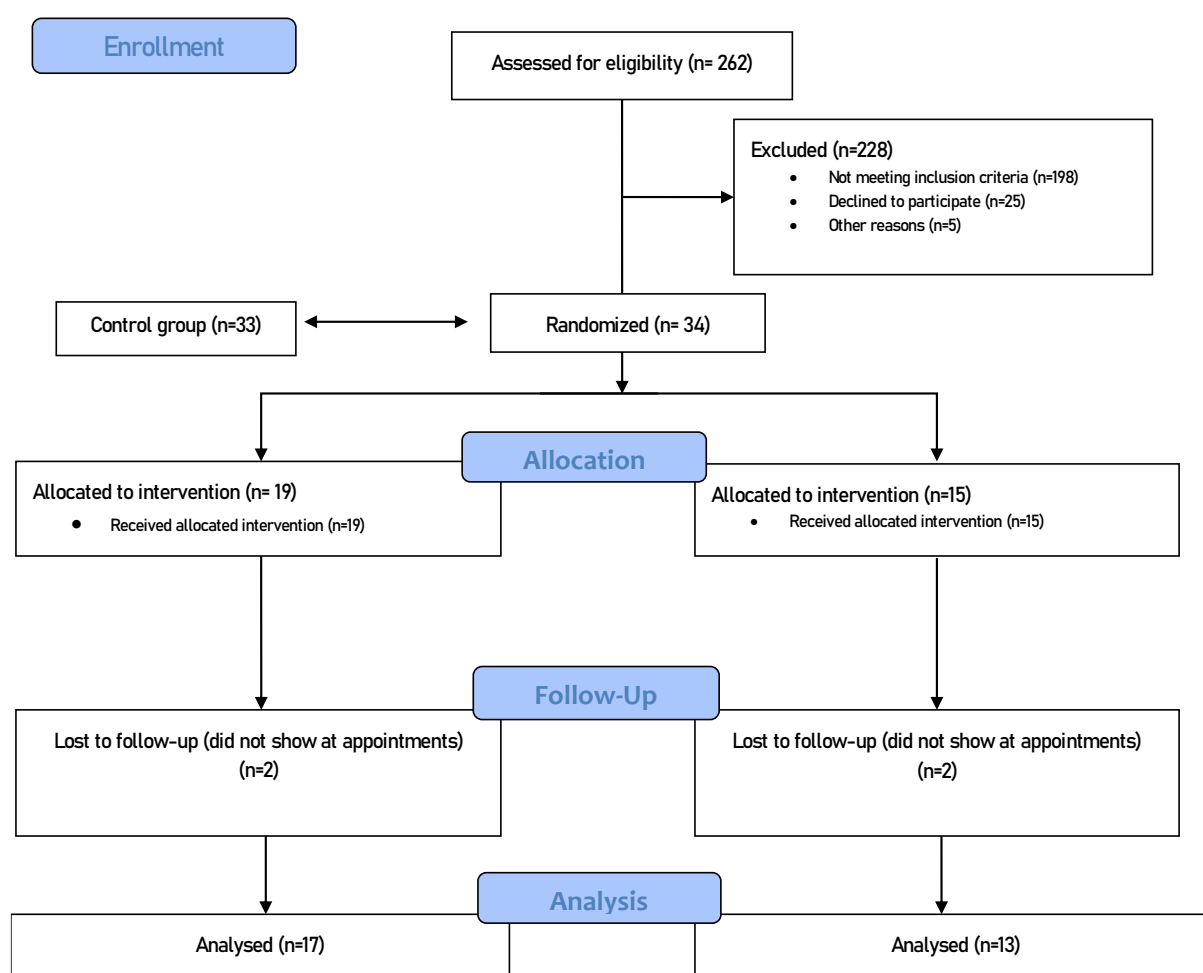 Enrollment
Assessed for eligibility (n= 262)
Excluded (n=228)
• Not meeting inclusion criteria (n=198)
• Declined to participate (n=25)
• Other reasons (n=5)
Control group (n=33)
Randomized (n= 34)
Allocation
Allocated to intervention (n= 19)
• Received allocated intervention (n=19)
Allocated to intervention (n=15)
• Received allocated intervention (n=15)
Follow-Up
Lost to follow-up (did not show at appointments)
(n=2)
Lost to follow-up (did not show at appointments)
(n=2)
Analysis
Analysed (n=17)
Analysed (n=13)